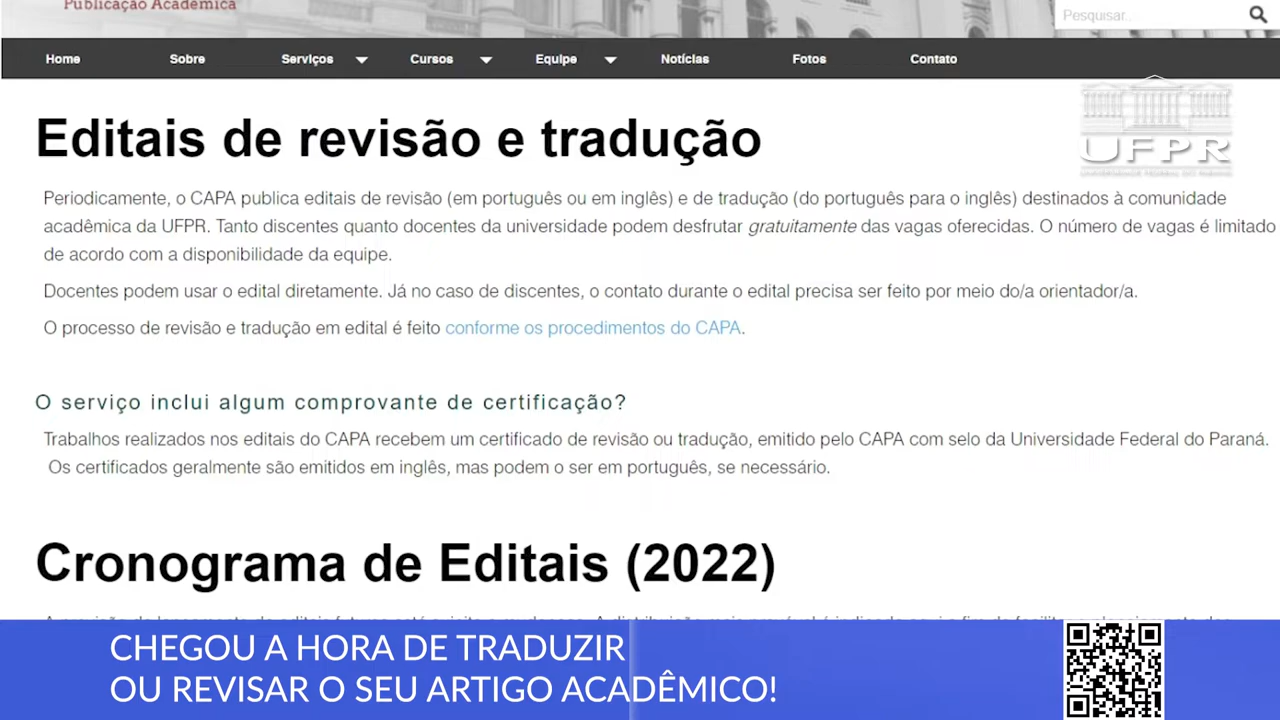 Publicação Acadêmica
Pesquisar..
Home Sobre Serviços Cursos Equipe Notícias Fotos Contato
UFPR
UNIVERSIDADE FEDERAL DO PARANÁ
Editais de revisão e tradução
Periodicamente, o CAPA publica editais de revisão (em português ou em inglês) e de tradução (do português para o inglês) destinados à comunidade
acadêmica da UFPR. Tanto discentes quanto docentes da universidade podem desfrutar gratuitamente das vagas oferecidas. O número de vagas é limitado
de acordo com a disponibilidade da equipe.
Docentes podem usar o edital diretamente. Já no caso de discentes, o contato durante o edital precisa ser feito por meio do/a orientador/a.
O processo de revisão e tradução em edital é feito conforme os procedimentos do CAPA.
O serviço inclui algum comprovante de certificação?
Trabalhos realizados nos editais do CAPA recebem um certificado de revisão ou tradução, emitido pelo CAPA com selo da Universidade Federal do Paraná.
Os certificados geralmente são emitidos em inglês, mas podem o ser em português, se necessário.
Cronograma de Editais (2022)
CHEGOU A HORA DE TRADUZIR
OU REVISAR O SEU ARTIGO ACADÊMICO!